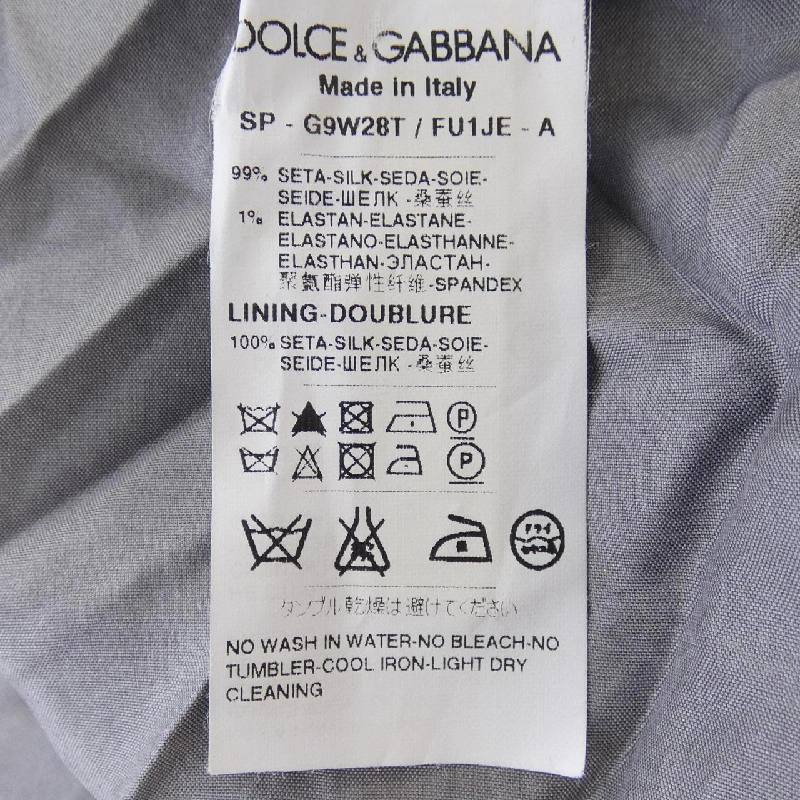 DOLCE & GABBANA
Made in Italy
SP - G9W28T / FU1JE - A
99% SETA-SILK-SEDA-SOIE-
SEIDE-ШЕЛК -桑蚕丝
1% ELASTAN-ELASTANE-
ELASTANO-ELASTHANNE-
ELASTHAN-ЭЛАСТАН-
聚氨酯弹性纤维-SPANDEX
LINING-DOUBLURE
100% SETA-SILK-SEDA-SOIE-
SEIDE-ШЕЛК -桑蚕丝
P
P
ドライ
タンブル乾燥は避けてください
NO WASH IN WATER-NO BLEACH-NO
TUMBLER-COOL IRON-LIGHT DRY
CLEANING